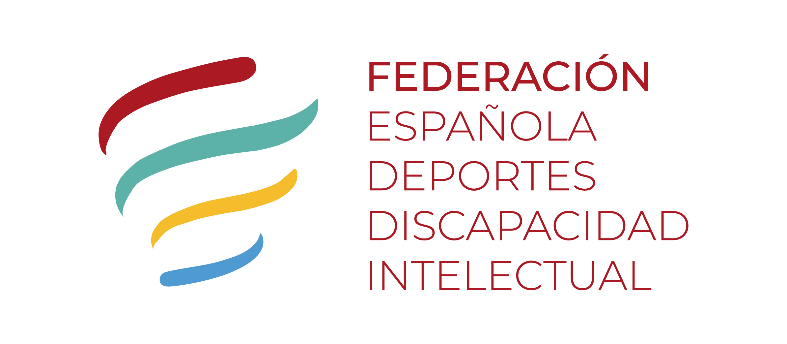 FEDERACIÓN
ESPAÑOLA
DEPORTES
DISCAPACIDAD
INTELECTUAL